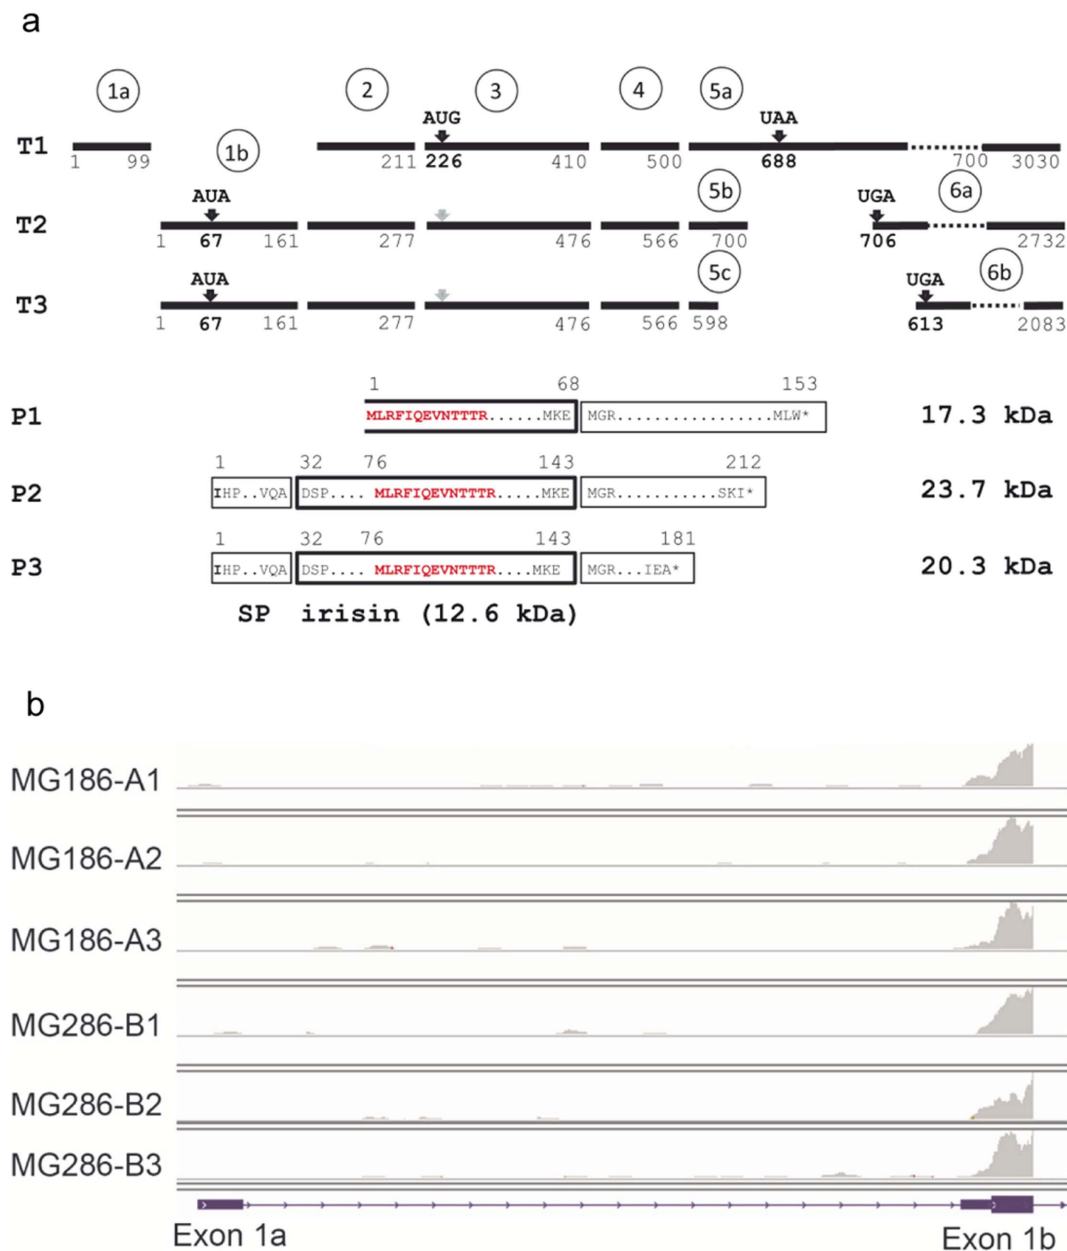 a
1a 2 3 4 5a
AUG UAA
T1
1 99 1b 211 226 410 500 688 700 3030
5b 6a
AUA UGA
T2
1 67 161 277 476 566 700 706 2732
5c 6b
AUA UGA
T3
1 67 161 277 476 566 598 613 2083
1 68 153
P1 MLRFIQEVNTTTR......MKE MGR.................MLW* 17.3 kDa
1 32 76 143 212
P2 IHP..VQA DSP.... MLRFIQEVNTTTR.....MKE MGR...........SKI* 23.7 kDa
1 32 76 143 181
P3 IHP..VQA DSP.... MLRFIQEVNTTTR....MKE MGR...IEA* 20.3 kDa
SP irisin (12.6 kDa)
b
MG186-A1
MG186-A2
MG186-A3
MG286-B1
MG286-B2
MG286-B3
Exon 1a Exon 1b